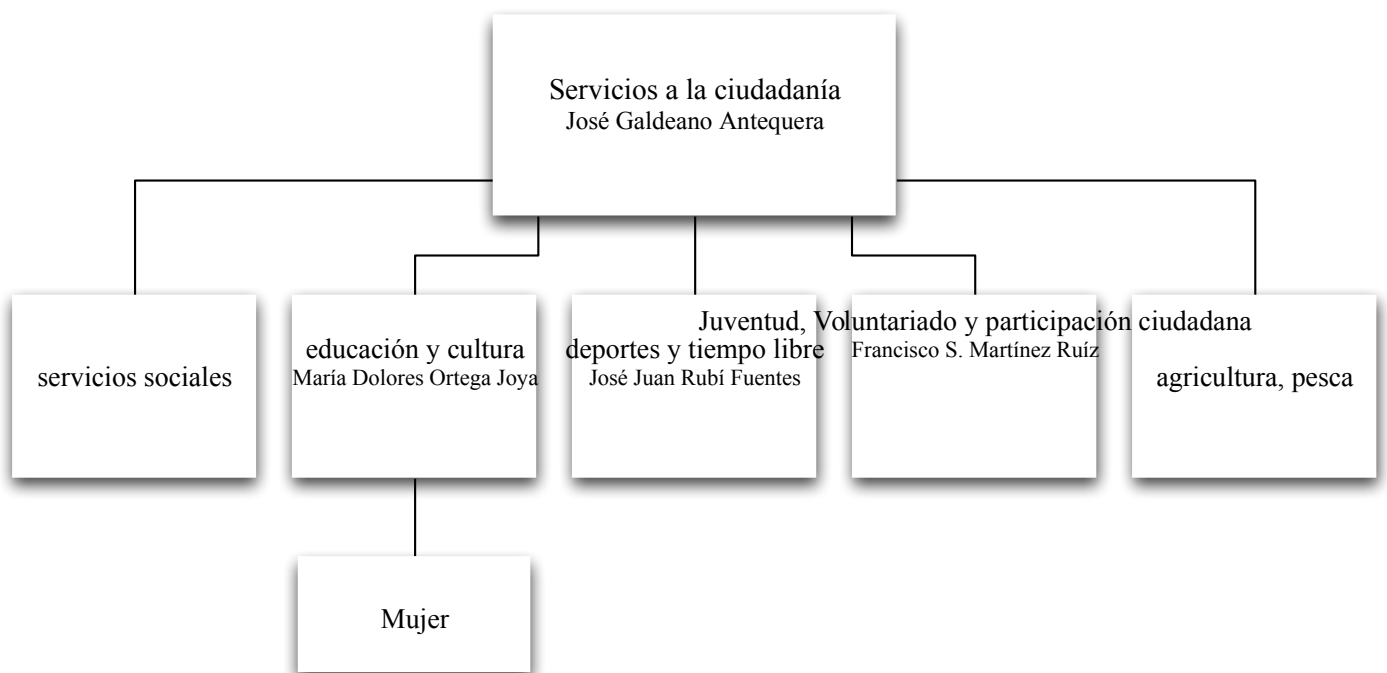 Servicios a la ciudadanía
José Galdeano Antequera
servicios sociales
educación y cultura
María Dolores Ortega Joya
deportes y tiempo libre
José Juan Rubí Fuentes
Juventud, Voluntariado y participación ciudadana
Francisco S. Martínez Ruíz
agricultura, pesca
Mujer